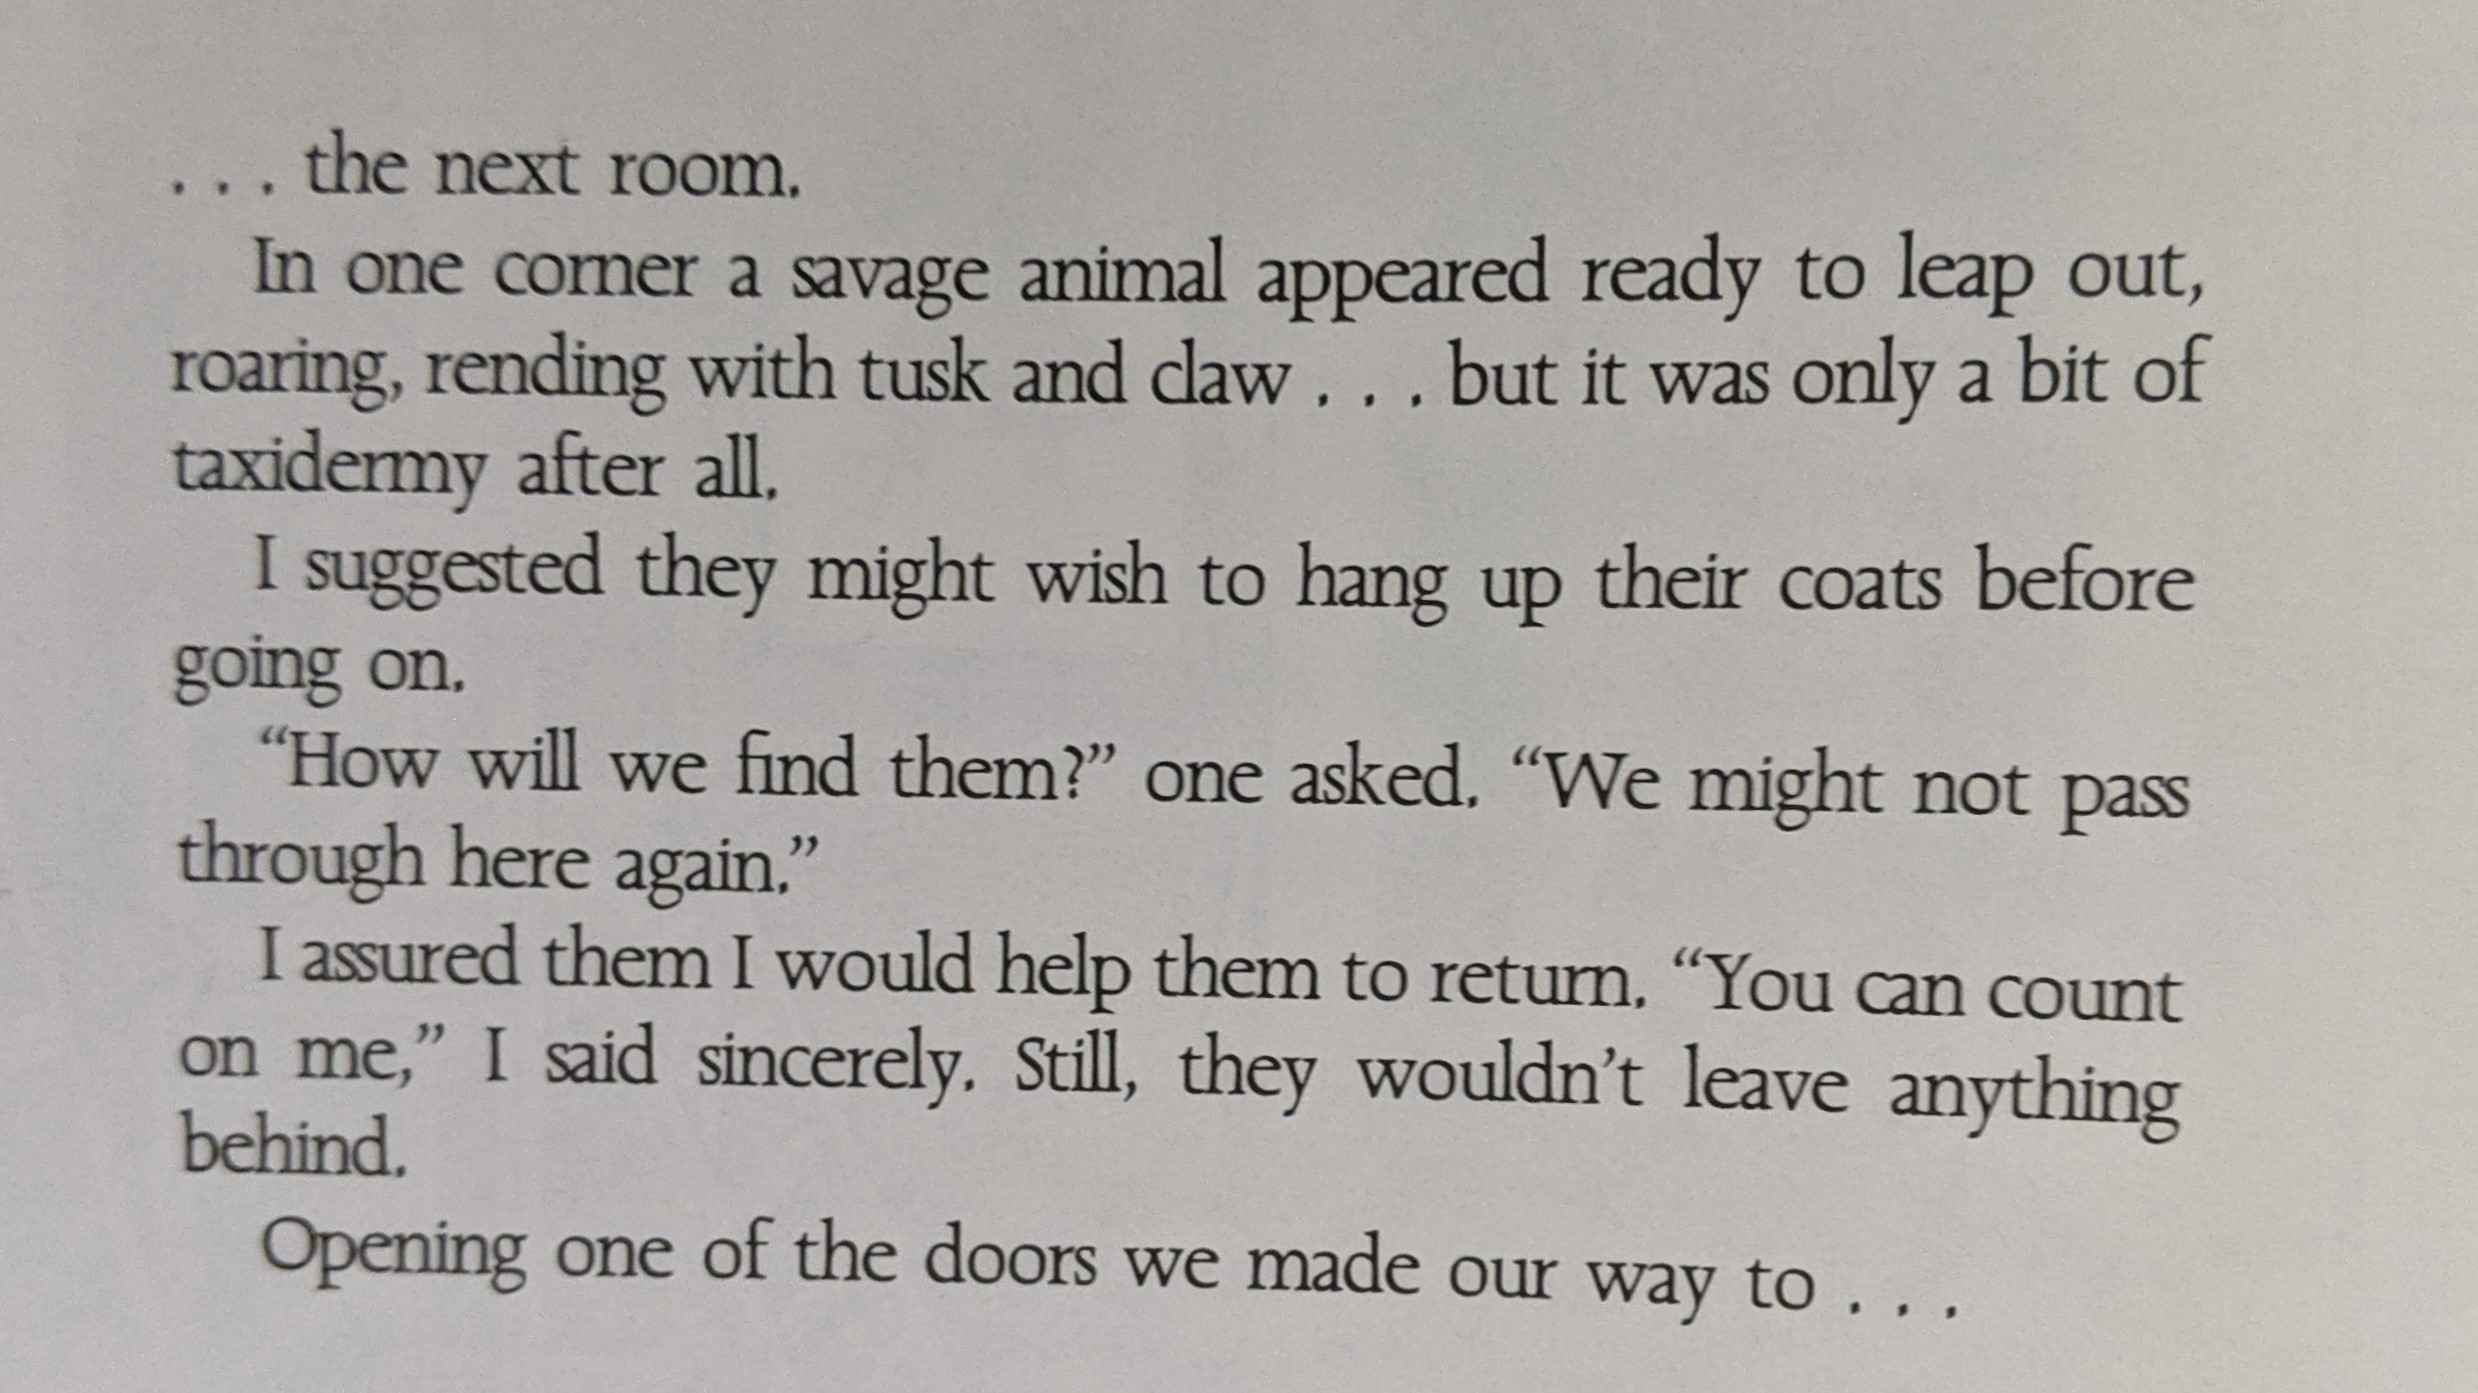 . . . the next room.
In one corner a savage animal appeared ready to leap out,
roaring, rending with tusk and claw . . . but it was only a bit of
taxidermy after all.
I suggested they might wish to hang up their coats before
going on.
“How will we find them?” one asked. “We might not pass
through here again.”
I assured them I would help them to return. “You can count
on me,” I said sincerely. Still, they wouldn’t leave anything
behind.
Opening one of the doors we made our way to . . .